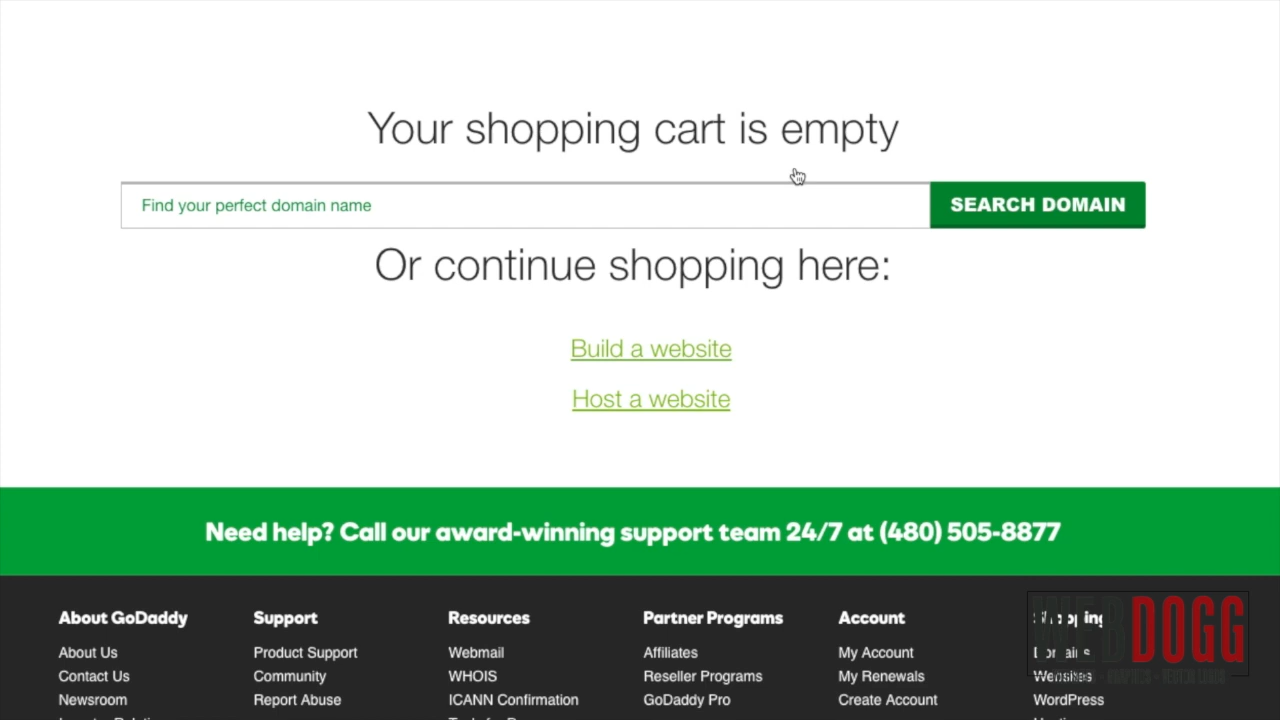 Your shopping cart is empty
Find your perfect domain name
SEARCH DOMAIN
Or continue shopping here:
Build a website
Host a website
Need help? Call our award-winning support team 24/7 at (480) 505-8877
About GoDaddy
About Us
Contact Us
Newsroom
Support
Product Support
Community
Report Abuse
Resources
Webmail
WHOIS
ICANN Confirmation
Partner Programs
Affiliates
Reseller Programs
GoDaddy Pro
Account
My Account
My Renewals
Create Account
Shopping
Domains
Websites
WordPress
WEBDOGG